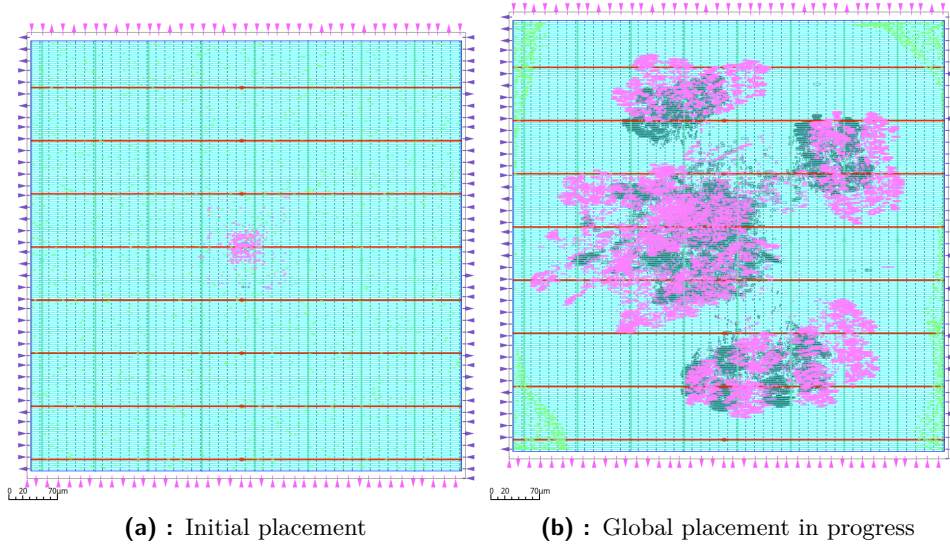 0 20 70μm
0 20 70μm
(a) : Initial placement
(b) : Global placement in progress